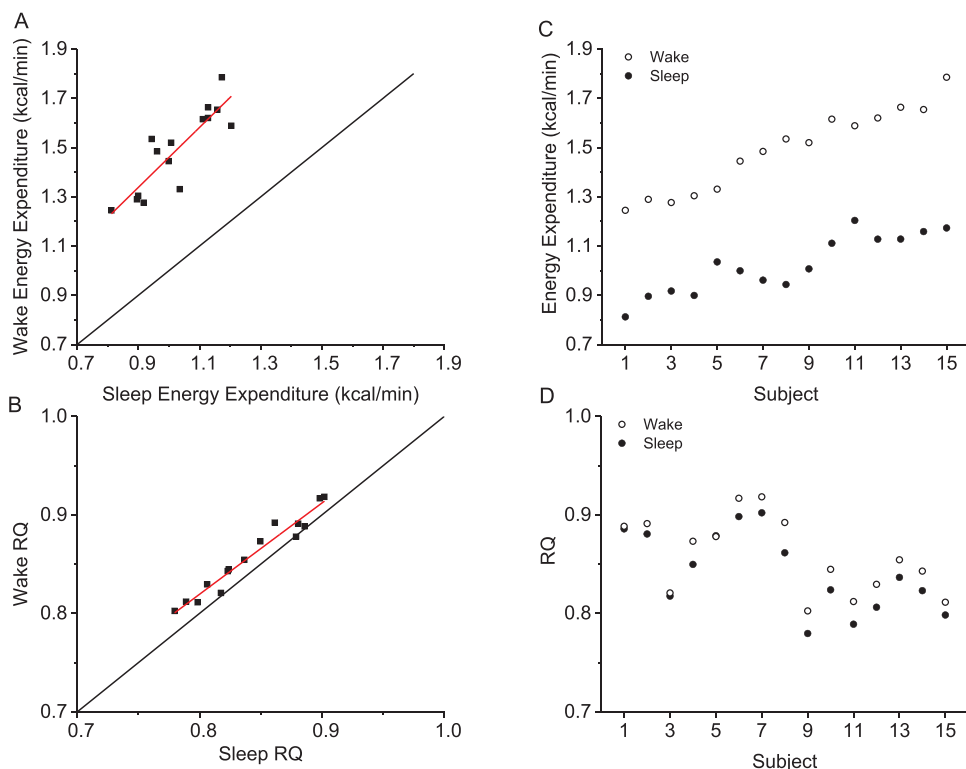 A
Wake Energy Expenditure (kcal/min)
1.9
1.7
1.5
1.3
1.1
0.9
0.7
0.7 0.9 1.1 1.3 1.5 1.7 1.9
Sleep Energy Expenditure (kcal/min)
C
Energy Expenditure (kcal/min)
1.9
1.7
1.5
1.3
1.1
0.9
0.7
Wake
Sleep
1 3 5 7 9 11 13 15
Subject
B
Wake RQ
1.0
0.9
0.8
0.7
0.7 0.8 0.9 1.0
Sleep RQ
D
RQ
1.0
0.9
0.8
0.7
Wake
Sleep
1 3 5 7 9 11 13 15
Subject